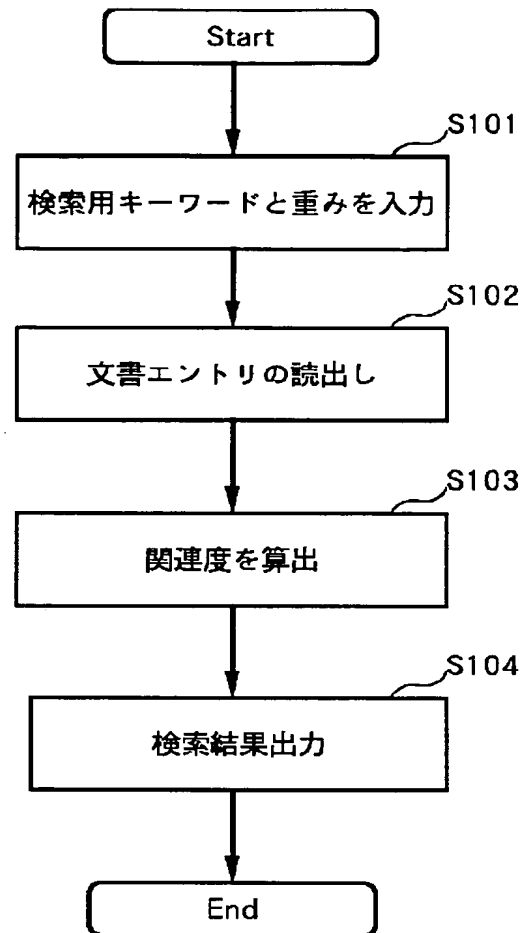 Start
S101
検索用キーワードと重みを入力
S102
文書エントリの読出し
S103
関連度を算出
S104
検索結果出力
End